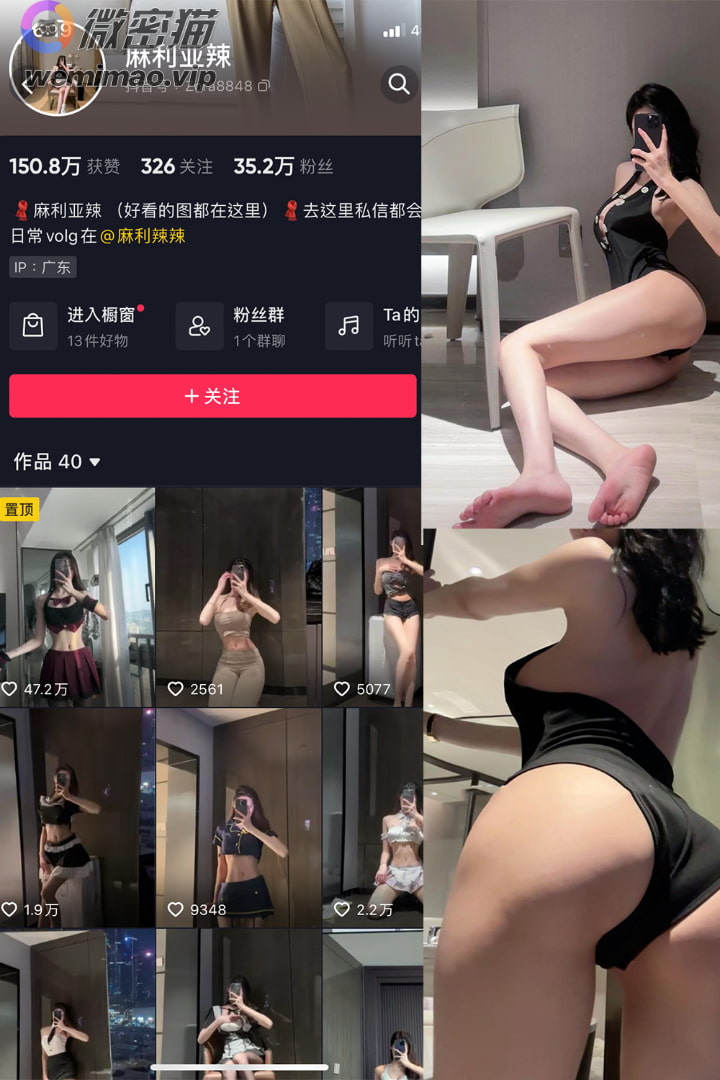 微密猫
wemimao.vip
麻利亚辣
150.8万 获赞 326 关注 35.2万 粉丝
麻利亚辣 (好看的图都在这里) 去这里私信都会
日常volg在@麻利辣辣
IP：广东
进入橱窗
13件好物
粉丝群
1个群聊
Ta的
听听t
+ 关注
作品 40
置顶
47.2万
2561
5077
1.9万
9348
2.2万